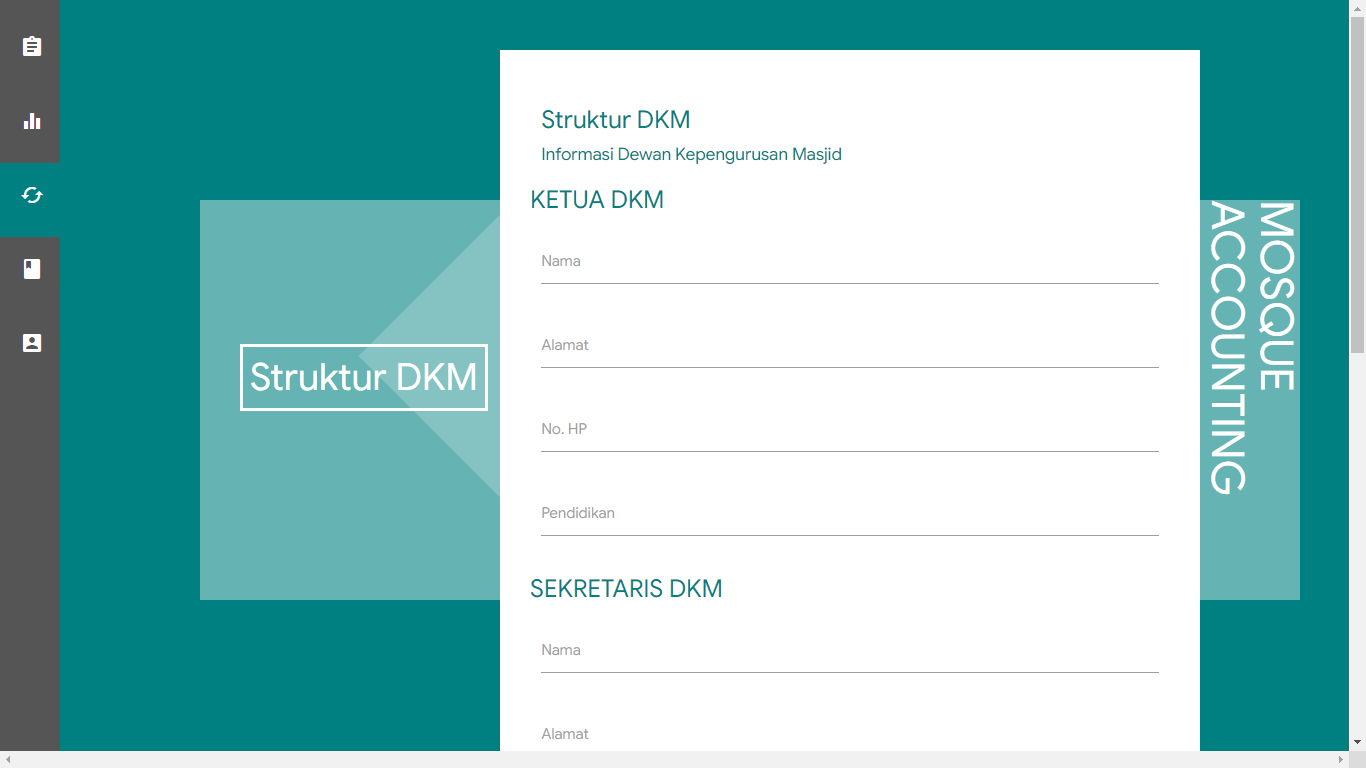 Struktur DKM
Struktur DKM
Informasi Dewan Kepengurusan Masjid
KETUA DKM
Nama
Alamat
No. HP
Pendidikan
SEKRETARIS DKM
Nama
Alamat
MOSQUE
ACCOUNTING